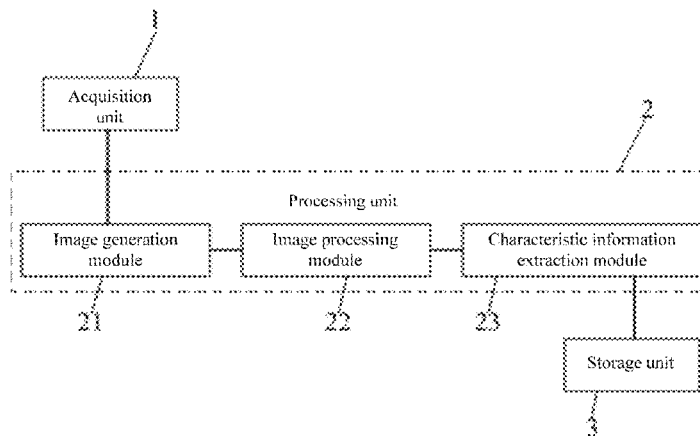 1
Acquisition
unit
2
Processing unit
Image generation
module
Image processing
module
Characteristic information
extraction module
21
22
23
Storage unit
3